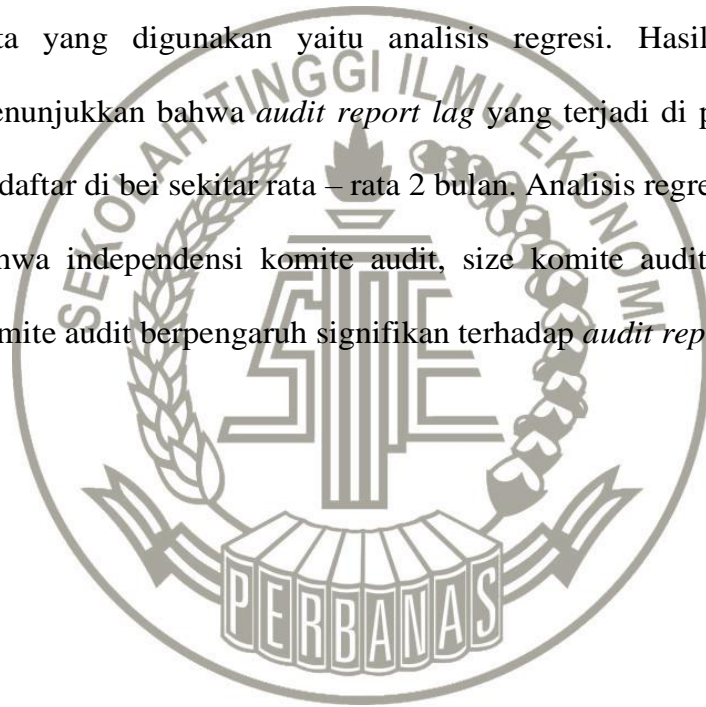 ta yang digunakan yaitu analisis regresi. Hasil
enunjukkan bahwa audit report lag yang terjadi di p
daftar di bei sekitar rata – rata 2 bulan. Analisis regre
hwa independensi komite audit, size komite audit
mite audit berpengaruh signifikan terhadap audit rep
SEKOLAH TINGGI ILMU EKONOMI
STIE
PERBANAS